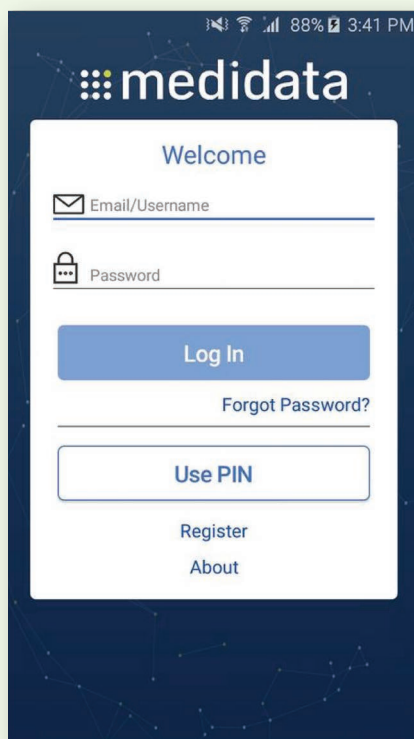 88% 3:41 PM
medidata
Welcome
Email/Username
Password
Log In
Forgot Password?
Use PIN
Register
About